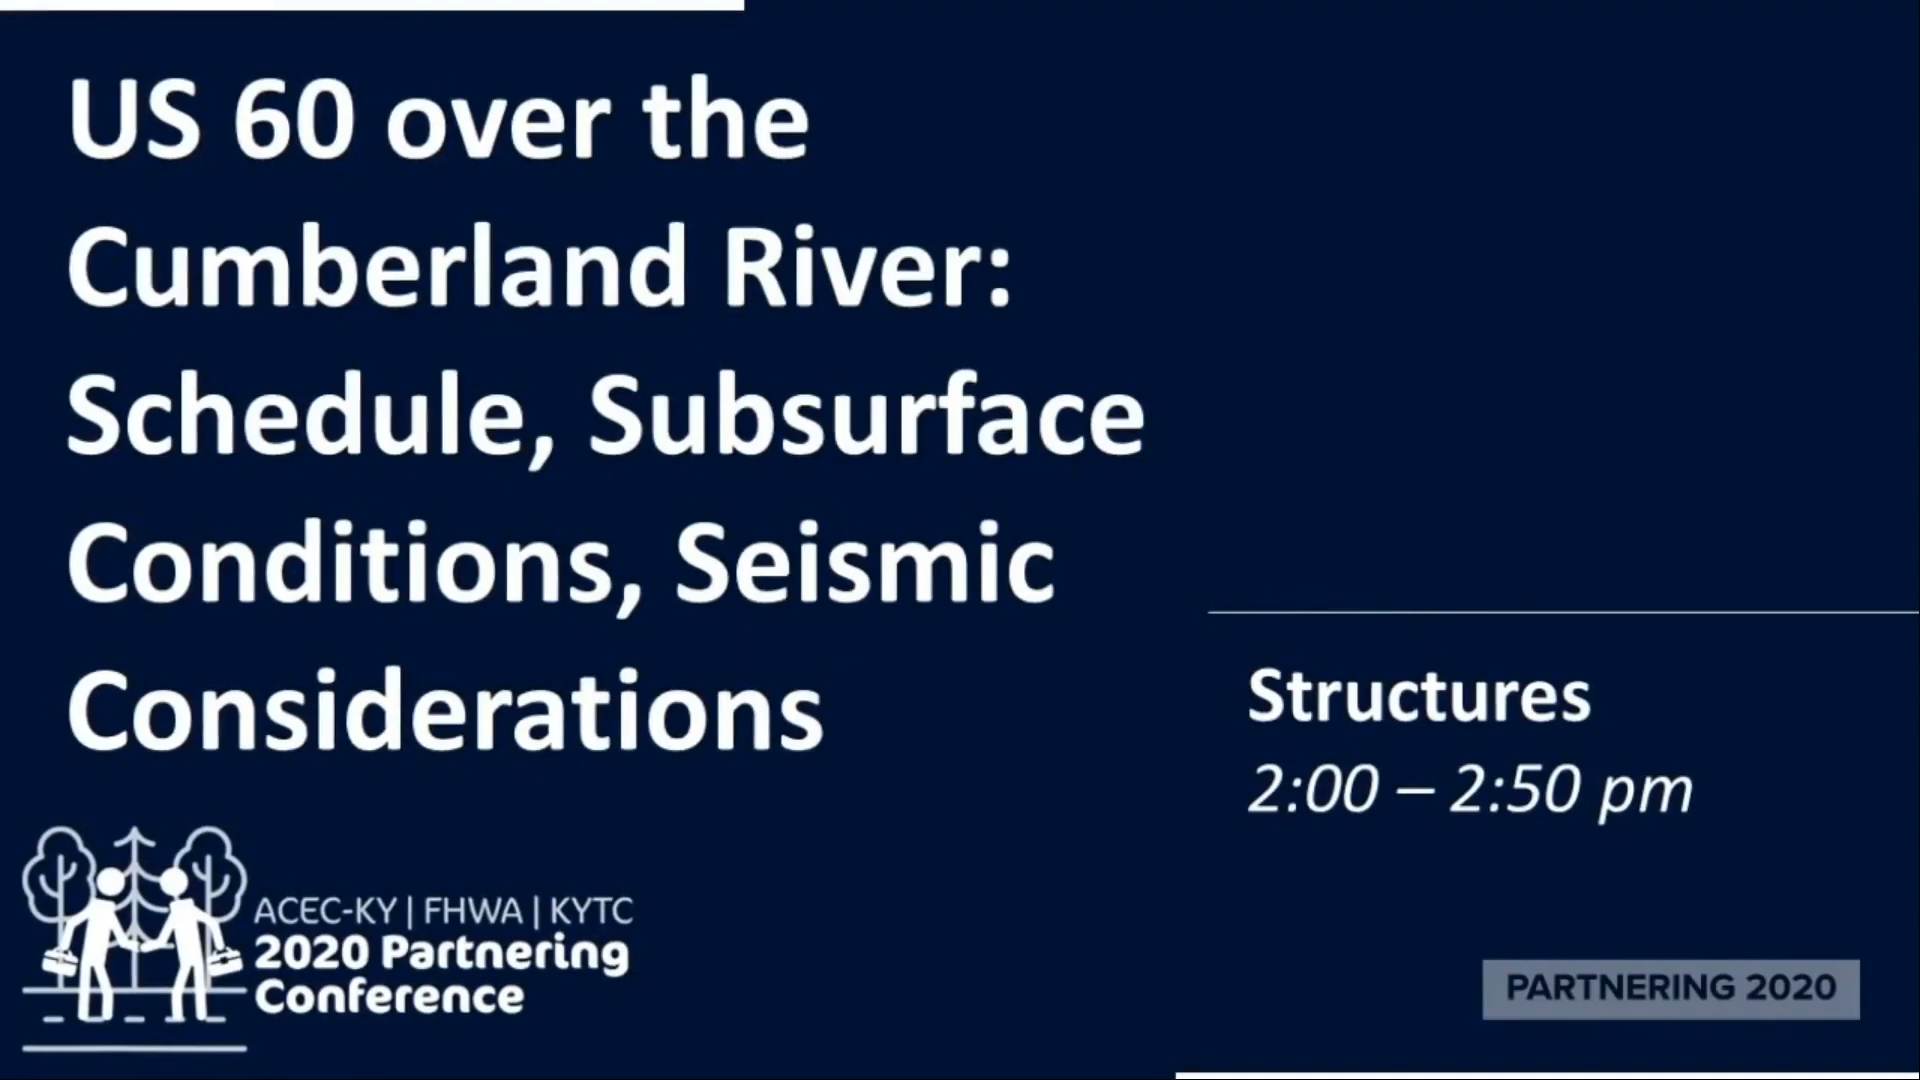 US 60 over the
Cumberland River:
Schedule, Subsurface
Conditions, Seismic
Considerations
Structures
2:00 – 2:50 pm
ACEC-KY | FHWA | KYTC
2020 Partnering
Conference
PARTNERING 2020